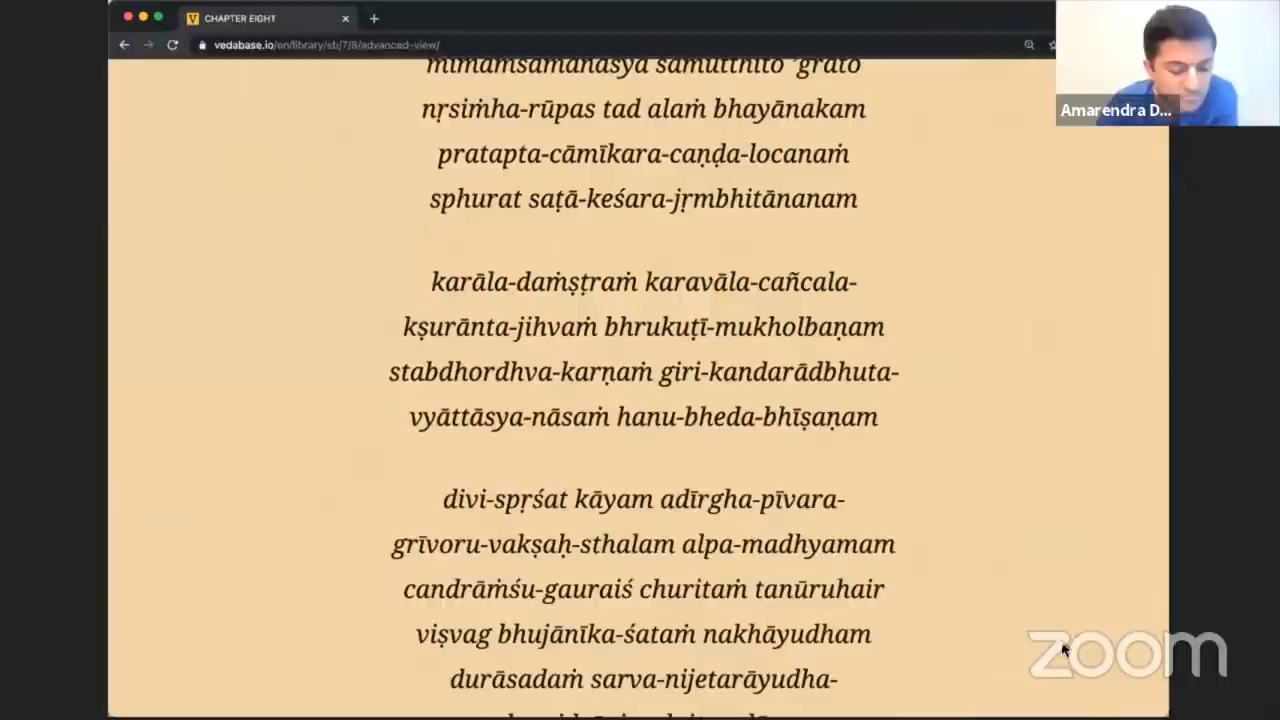 CHAPTER EIGHT
vedabase.io/en/library/sb/7/8/advanced-view/
Amarendra D...
mīmāṁsamānasya samutthito 'grato
nṛsiṁha-rūpas tad alaṁ bhayānakam
pratapta-cāmīkara-caṇḍa-locanaṁ
sphurat saṭā-keśara-jṛmbhitānanam
karāla-daṁṣṭraṁ karavāla-cañcala-
kṣurānta-jihvaṁ bhrukuṭī-mukholbaṇam
stabdhordhva-karṇaṁ giri-kandarādbhuta-
vyāttāsya-nāsaṁ hanu-bheda-bhīṣaṇam
divi-spṛśat kāyam adīrgha-pīvara-
grīvoru-vakṣaḥ-sthalam alpa-madhyamam
candrāṁśu-gauraiś churitaṁ tanūruhair
viṣvag bhujānīka-śataṁ nakhāyudham
durāsadaṁ sarva-nijetarāyudha-
zoom